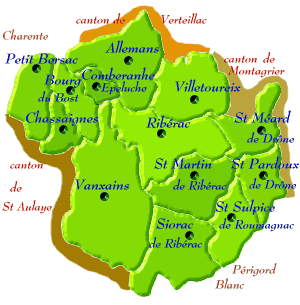 canton de Verteillac
Charente
Allemans
Petit Bersac
canton de
Montagrier
Comberanhe
Epeluche
Bourg
du Bost
Villetoureix
Chassaignes
Ribérac
St Méard
de Drône
canton
de
St Aulaye
St Martin
de Ribérac
St Pardoux
de Drône
Vanxains
St Sulpice
de Roumagnac
Siorac
de Ribérac
Périgord
Blanc